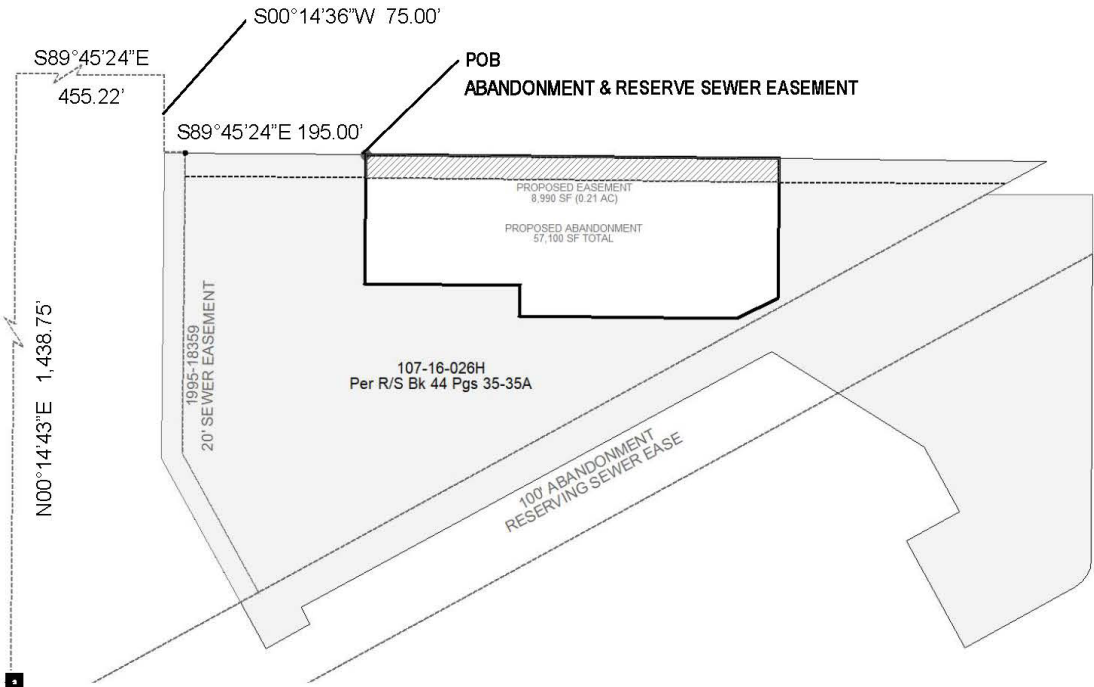 S00°14'36"W 75.00'
S89°45'24"E
455.22'
POB
ABANDONMENT & RESERVE SEWER EASEMENT
S89°45'24"E 195.00'
PROPOSED EASEMENT
8,990 SF (0.21 AC)
PROPOSED ABANDONMENT
57,100 SF TOTAL
N00°14'43"E 1,438.75'
1995-18359
20' SEWER EASEMENT
107-16-026H
Per R/S Bk 44 Pgs 35-35A
100' ABANDONMENT
RESERVING SEWER EASE